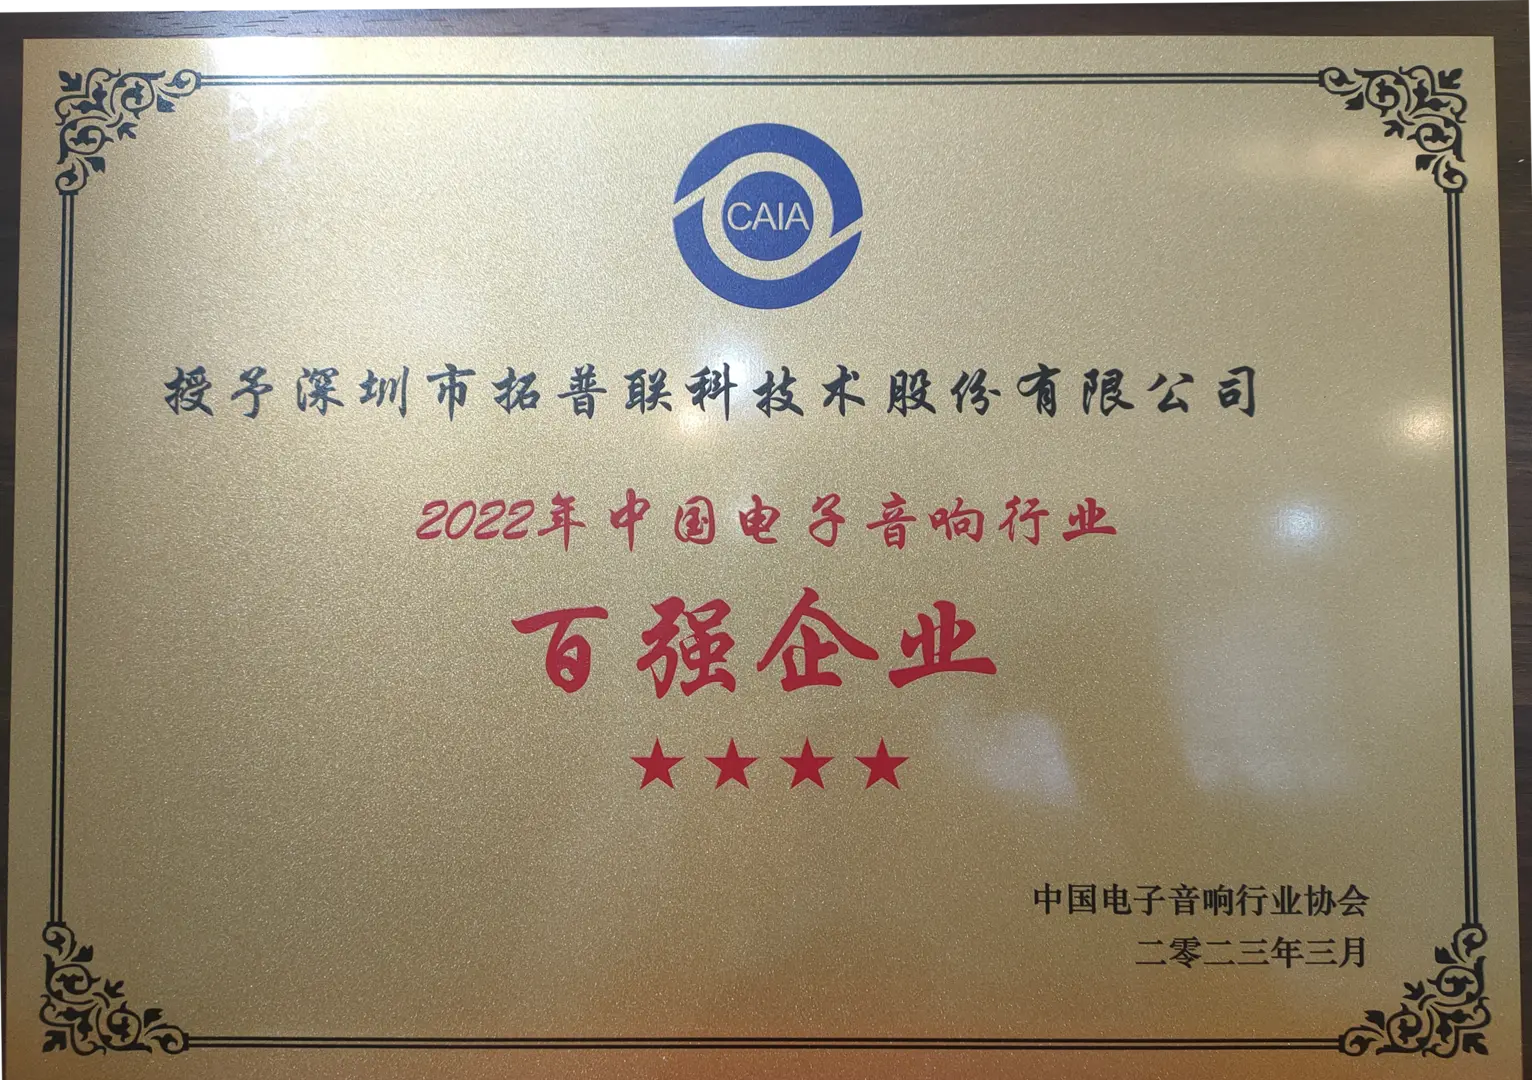 CAIA
授予深圳市拓普联科技术股份有限公司
2022年中国电子音响行业
百强企业
★★★★
中国电子音响行业协会
二零二三年三月